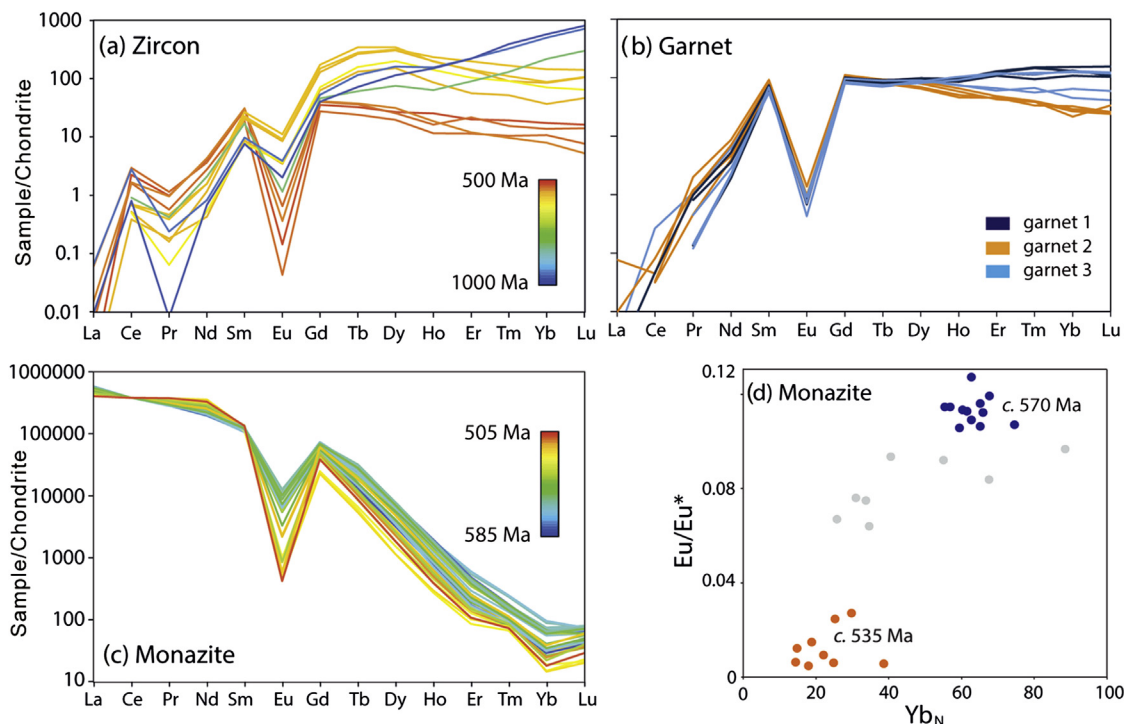 (a) Zircon
Sample/Chondrite
1000
100
10
1
0.1
0.01
500 Ma
1000 Ma
La Ce Pr Nd Sm Eu Gd Tb Dy Ho Er Tm Yb Lu
(b) Garnet
garnet 1
garnet 2
garnet 3
La Ce Pr Nd Sm Eu Gd Tb Dy Ho Er Tm Yb Lu
(c) Monazite
Sample/Chondrite
1000000
100000
10000
1000
100
10
505 Ma
585 Ma
La Ce Pr Nd Sm Eu Gd Tb Dy Ho Er Tm Yb Lu
(d) Monazite
Eu/Eu*
0.12
0.08
0.04
0
c. 570 Ma
c. 535 Ma
0 20 40 60 80 100
YbN